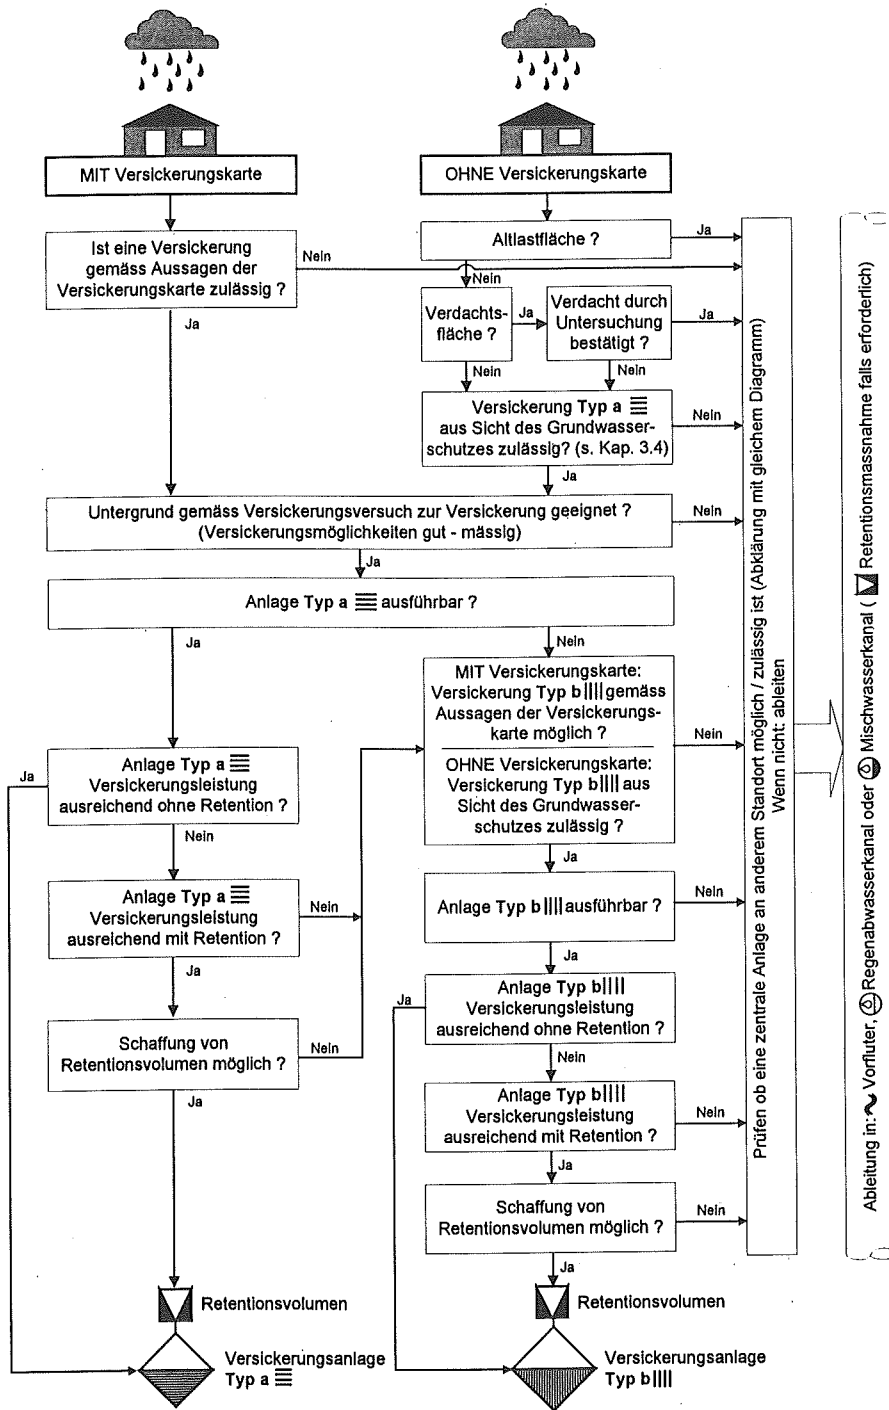 MIT Versickerungskarte
OHNE Versickerungskarte
Ist eine Versickerung
gemäss Aussagen der
Versickerungskarte zulässig ?
Nein
Ja
Altlastfläche ?
Ja
Nein
Verdachts-
fläche ?
Ja
Verdacht durch
Untersuchung
bestätigt ?
Ja
Nein
Nein
Versickerung Typ a
aus Sicht des Grundwasser-
schutzes zulässig? (s. Kap. 3.4)
Nein
Ja
Untergrund gemäss Versickerungsversuch zur Versickerung geeignet ?
(Versickerungsmöglichkeiten gut - mässig)
Nein
Ja
Anlage Typ a ausführbar ?
Ja
Nein
MIT Versickerungskarte:
Versickerung Typ b gemäss
Aussagen der Versickerungs-
karte möglich ?
OHNE Versickerungskarte:
Versickerung Typ b aus
Sicht des Grundwasser-
schutzes zulässig ?
Nein
Ja
Ja
Anlage Typ a
Versickerungsleistung
ausreichend ohne Retention ?
Nein
Anlage Typ a
Versickerungsleistung
ausreichend mit Retention ?
Nein
Ja
Schaffung von
Retentionsvolumen möglich ?
Nein
Ja
Anlage Typ b ausführbar ?
Nein
Ja
Ja
Anlage Typ b
Versickerungsleistung
ausreichend ohne Retention ?
Nein
Anlage Typ b
Versickerungsleistung
ausreichend mit Retention ?
Nein
Ja
Schaffung von
Retentionsvolumen möglich ?
Nein
Ja
Retentionsvolumen
Versickerungsanlage
Typ a
Retentionsvolumen
Versickerungsanlage
Typ b
Prüfen ob eine zentrale Anlage an anderem Standort möglich / zulässig ist (Abklärung mit gleichem Diagramm)
Wenn nicht: ableiten
Ableitung in: Vorfluter, Regenabwasserkanal oder Mischwasserkanal ( Retentionsmassnahme falls erforderlich)